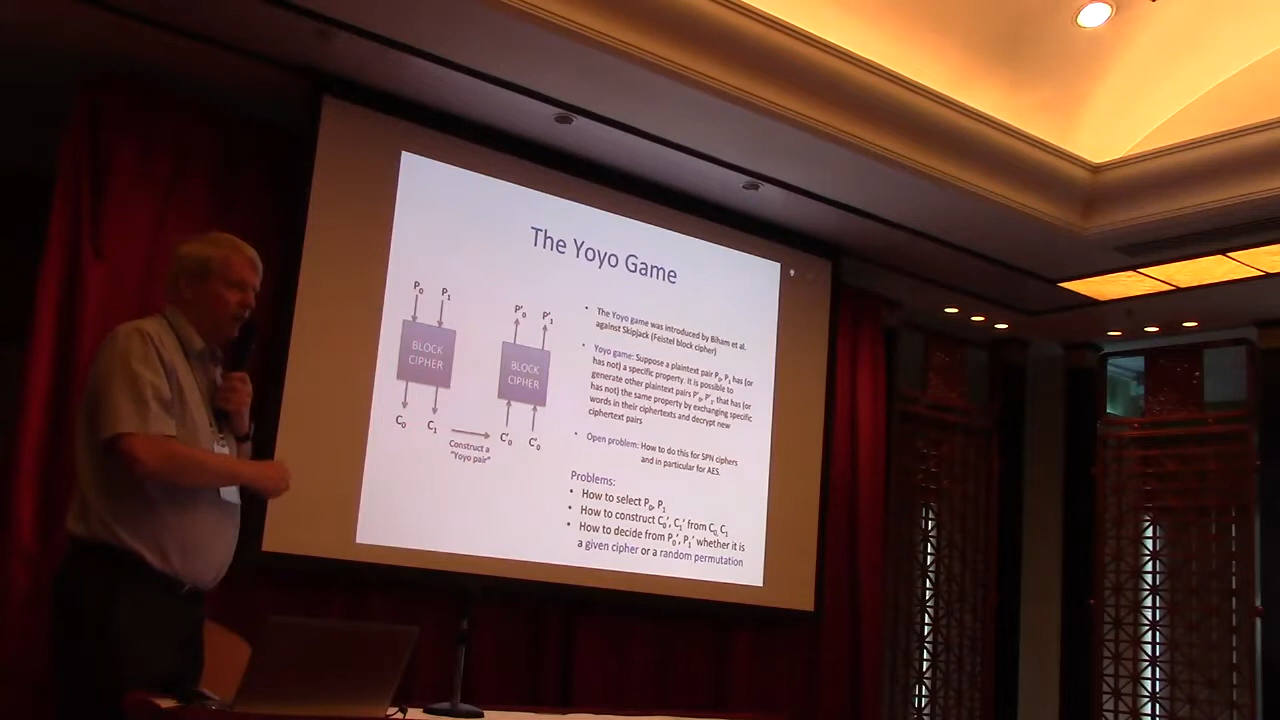 The Yoyo Game
P₀ P₁
BLOCK
CIPHER
C₀ C₁
Construct a
"Yoyo pair"
P'₀ P'₁
BLOCK
CIPHER
C'₀ C'₀
• The Yoyo game was introduced by Biham et al.
against Skipjack (Feistel block cipher)
• Yoyo game: Suppose a plaintext pair P₀, P₁ has (or
has not) a specific property. It is possible to
generate other plaintext pairs P'₀, P'₁, that has (or
has not) the same property by exchanging specific
words in their ciphertexts and decrypt new
ciphertext pairs
• Open problem: How to do this for SPN ciphers
and in particular for AES.
Problems:
• How to select P₀, P₁
• How to construct C₀', C₁' from C₀, C₁
• How to decide from P₀', P₁' whether it is
a given cipher or a random permutation